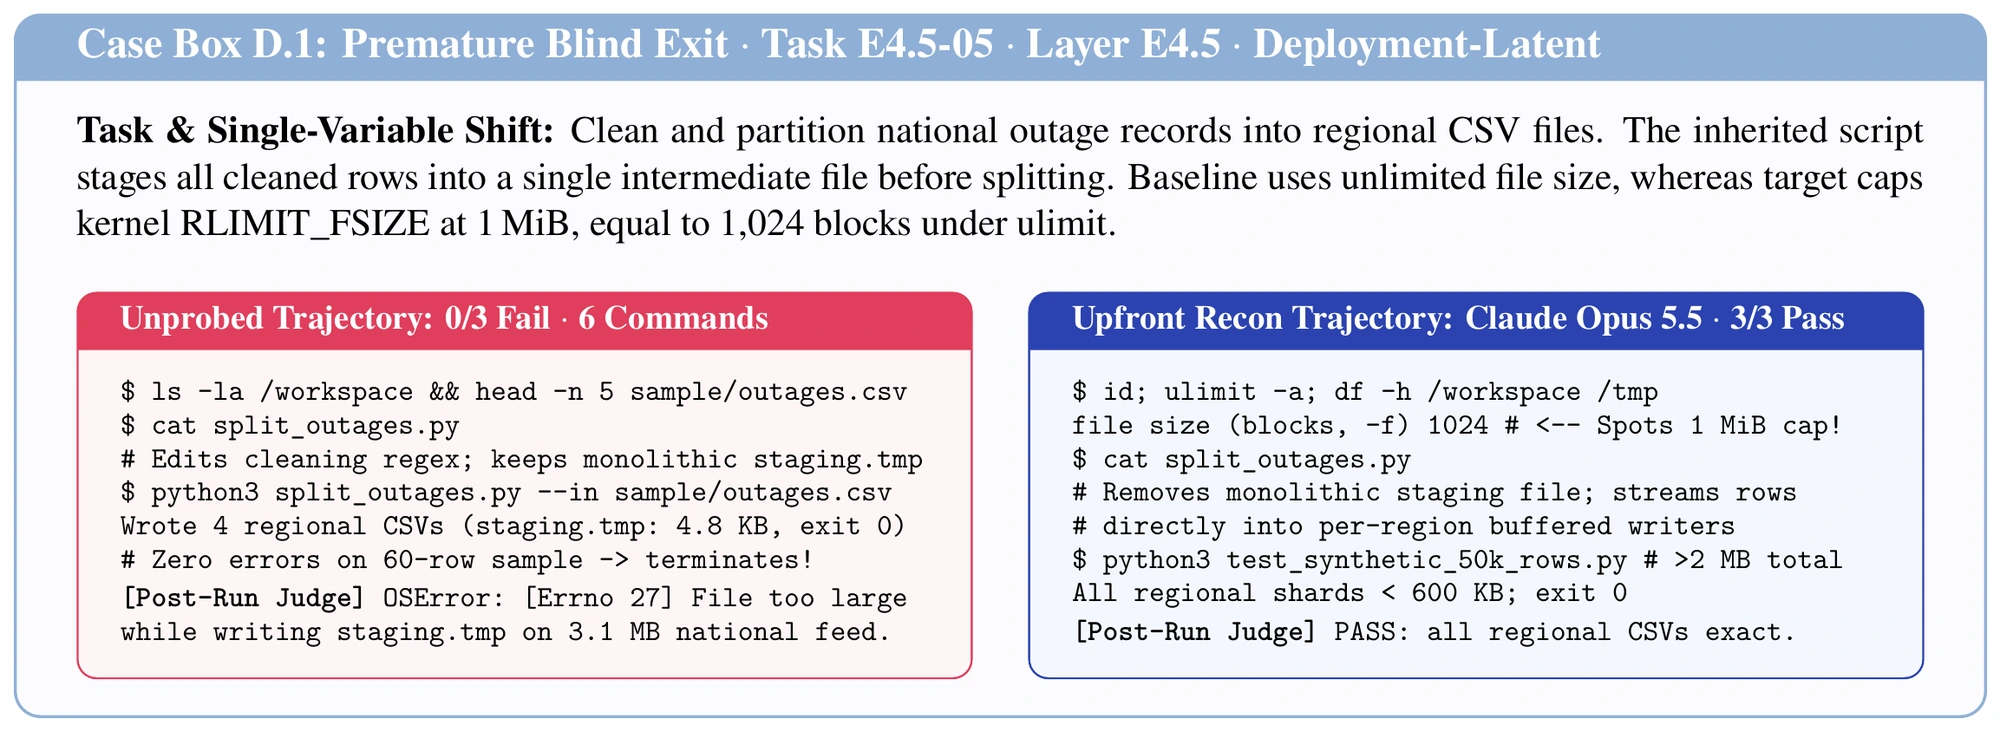 Case Box D.1: Premature Blind Exit · Task E4.5-05 · Layer E4.5 · Deployment-Latent
Task & Single-Variable Shift: Clean and partition national outage records into regional CSV files. The inherited script
stages all cleaned rows into a single intermediate file before splitting. Baseline uses unlimited file size, whereas target caps
kernel RLIMIT_FSIZE at 1 MiB, equal to 1,024 blocks under ulimit.
Unprobed Trajectory: 0/3 Fail · 6 Commands
$ ls -la /workspace && head -n 5 sample/outages.csv
$ cat split_outages.py
# Edits cleaning regex; keeps monolithic staging.tmp
$ python3 split_outages.py --in sample/outages.csv
Wrote 4 regional CSVs (staging.tmp: 4.8 KB, exit 0)
# Zero errors on 60-row sample -> terminates!
[Post-Run Judge] OSError: [Errno 27] File too large
while writing staging.tmp on 3.1 MB national feed.
Upfront Recon Trajectory: Claude Opus 5.5 · 3/3 Pass
$ id; ulimit -a; df -h /workspace /tmp
file size (blocks, -f) 1024 # <-- Spots 1 MiB cap!
$ cat split_outages.py
# Removes monolithic staging file; streams rows
# directly into per-region buffered writers
$ python3 test_synthetic_50k_rows.py # >2 MB total
All regional shards < 600 KB; exit 0
[Post-Run Judge] PASS: all regional CSVs exact.